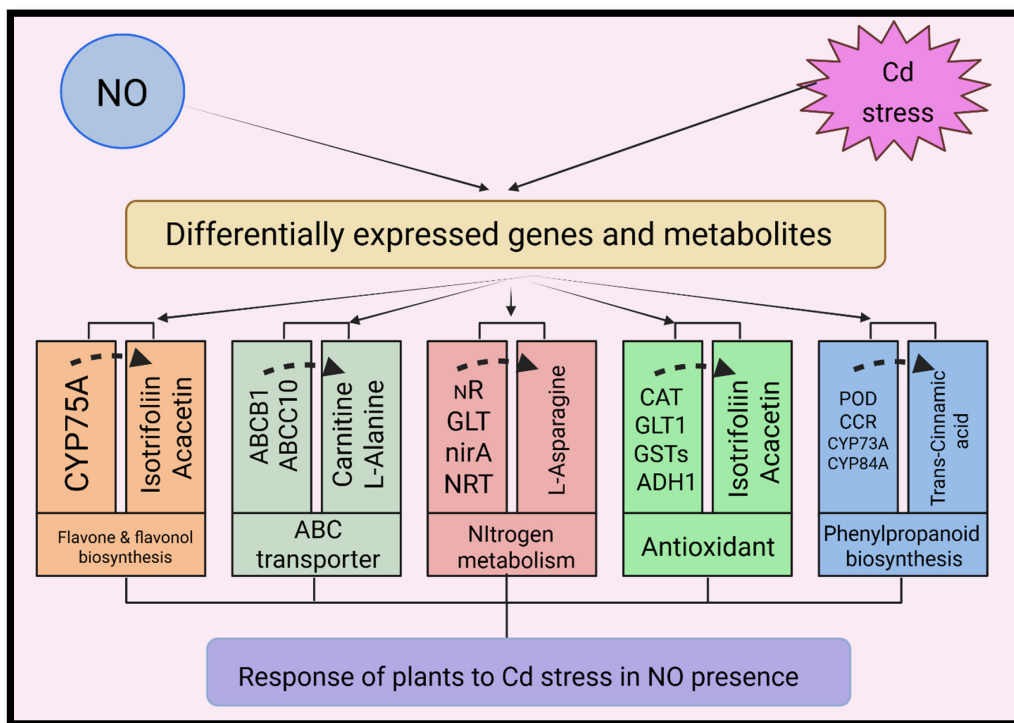 NO
Cd
stress
Differentially expressed genes and metabolites
CYP75A
Isotrifoliin
Acacetin
Flavone & flavonol
biosynthesis
ABCB1
ABCC10
Carnitine
L-Alanine
ABC
transporter
NR
GLT
nirA
NRT
L-Asparagine
NItrogen
metabolism
CAT
GLT1
GSTs
ADH1
Isotrifoliin
Acacetin
Antioxidant
POD
CCR
CYP73A
CYP84A
Trans-Cinnamic
acid
Phenylpropanoid
biosynthesis
Response of plants to Cd stress in NO presence